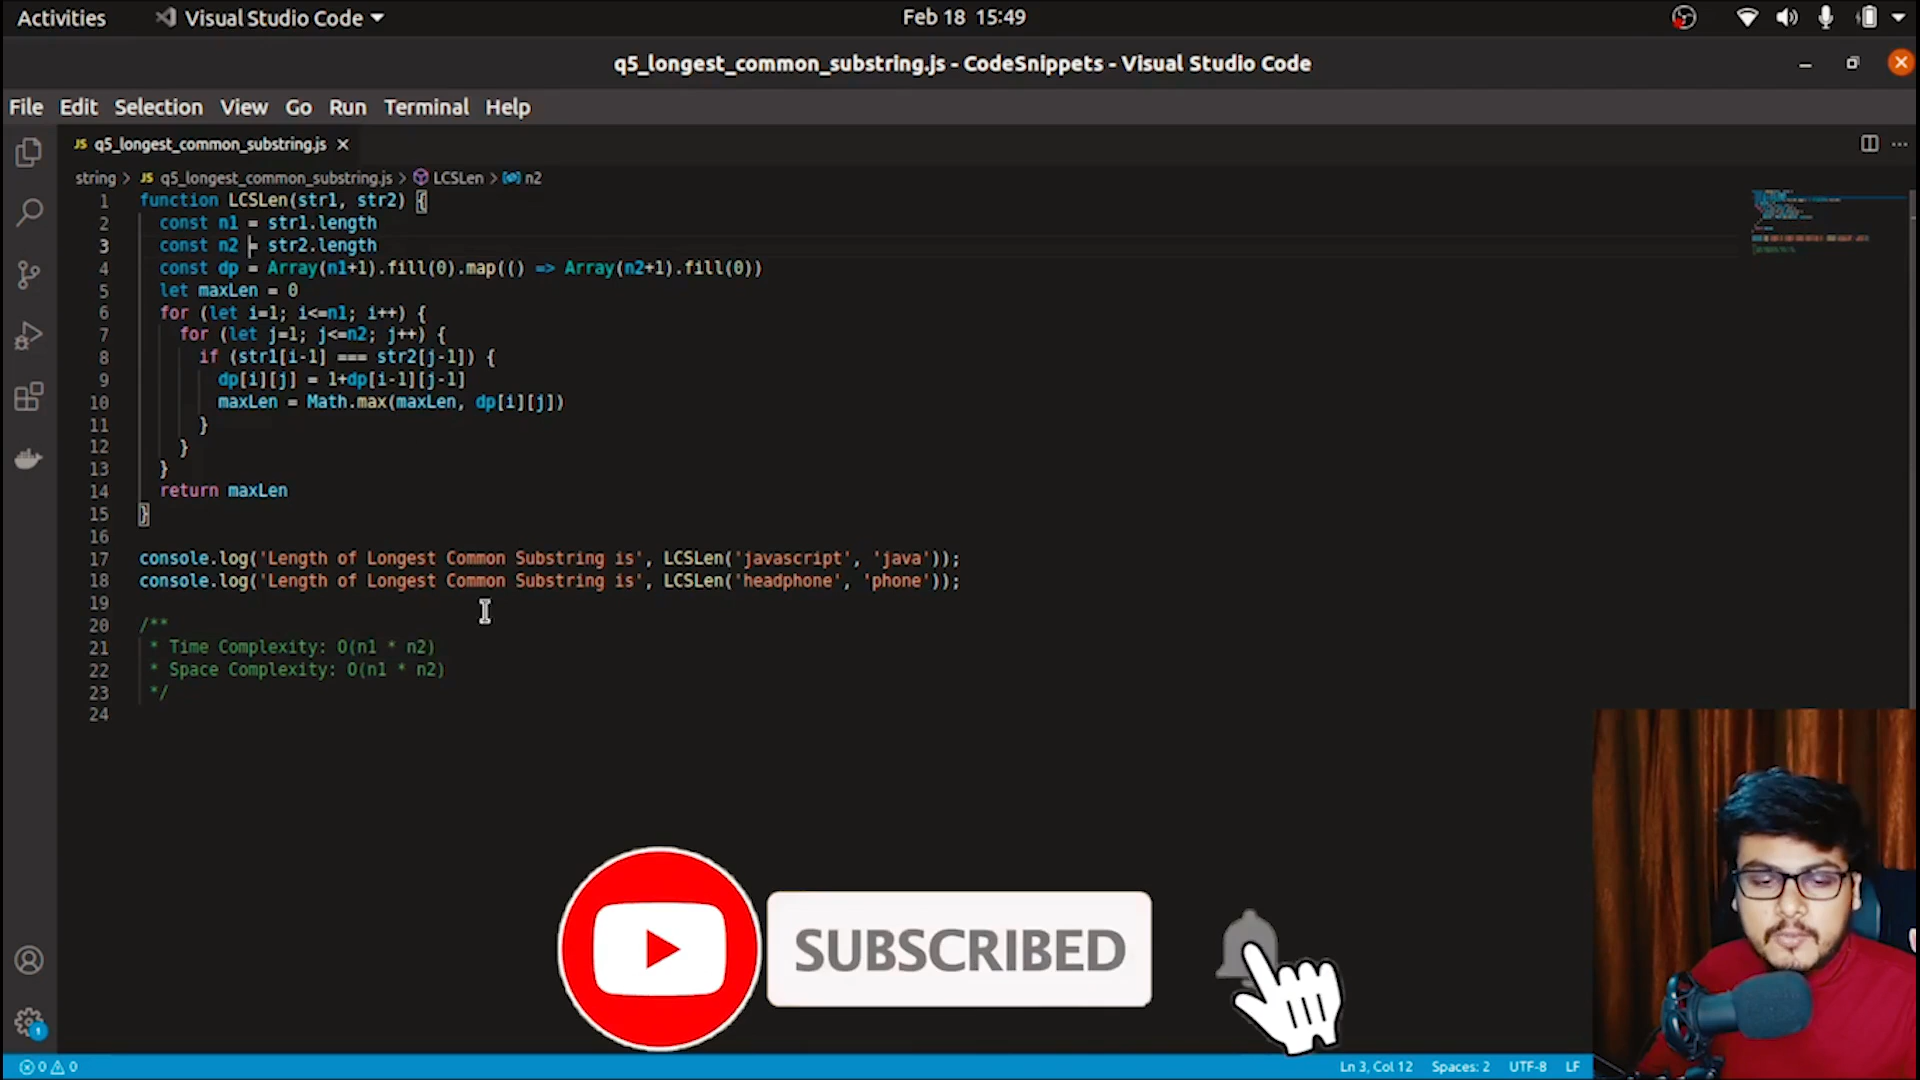 Activities
Visual Studio Code
Feb 18 15:49
q5_longest_common_substring.js - CodeSnippets - Visual Studio Code
File Edit Selection View Go Run Terminal Help
JS q5_longest_common_substring.js
string > JS q5_longest_common_substring.js > LCSLen > n2
1 function LCSLen(str1, str2) {
2 const n1 = str1.length
3 const n2 = str2.length
4 const dp = Array(n1+1).fill(0).map(() => Array(n2+1).fill(0))
5 let maxLen = 0
6 for (let i=1; i<=n1; i++) {
7 for (let j=1; j<=n2; j++) {
8 if (str1[i-1] === str2[j-1]) {
9 dp[i][j] = 1+dp[i-1][j-1]
10 maxLen = Math.max(maxLen, dp[i][j])
11 }
12 }
13 }
14 return maxLen
15 }
16
17 console.log('Length of Longest Common Substring is', LCSLen('javascript', 'java'));
18 console.log('Length of Longest Common Substring is', LCSLen('headphone', 'phone'));
19
20 /**
21 * Time Complexity: O(n1 * n2)
22 * Space Complexity: O(n1 * n2)
23 */
24
SUBSCRIBED
1
0 0
Ln 3, Col 12 Spaces: 2 UTF-8 LF